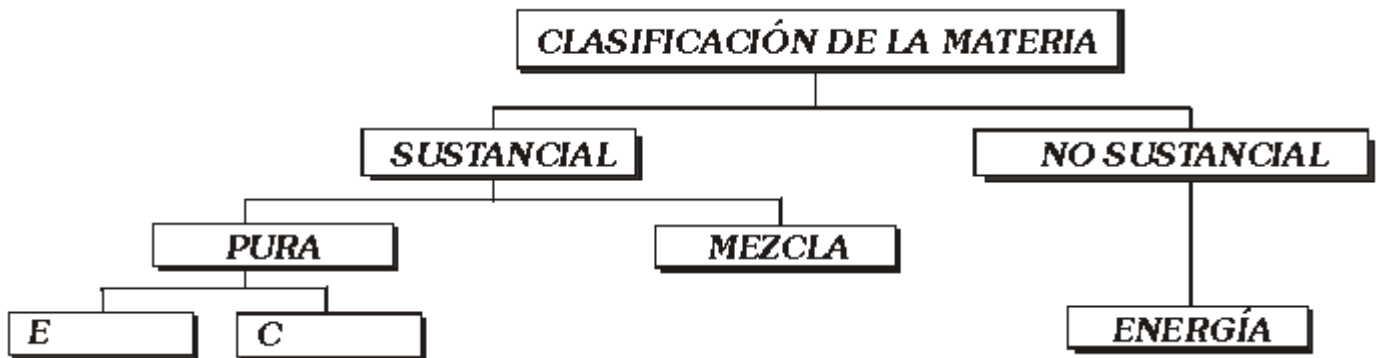 CLASIFICACIÓN DE LA MATERIA
SUSTANCIAL
NO SUSTANCIAL
PURA
MEZCLA
E
C
ENERGÍA